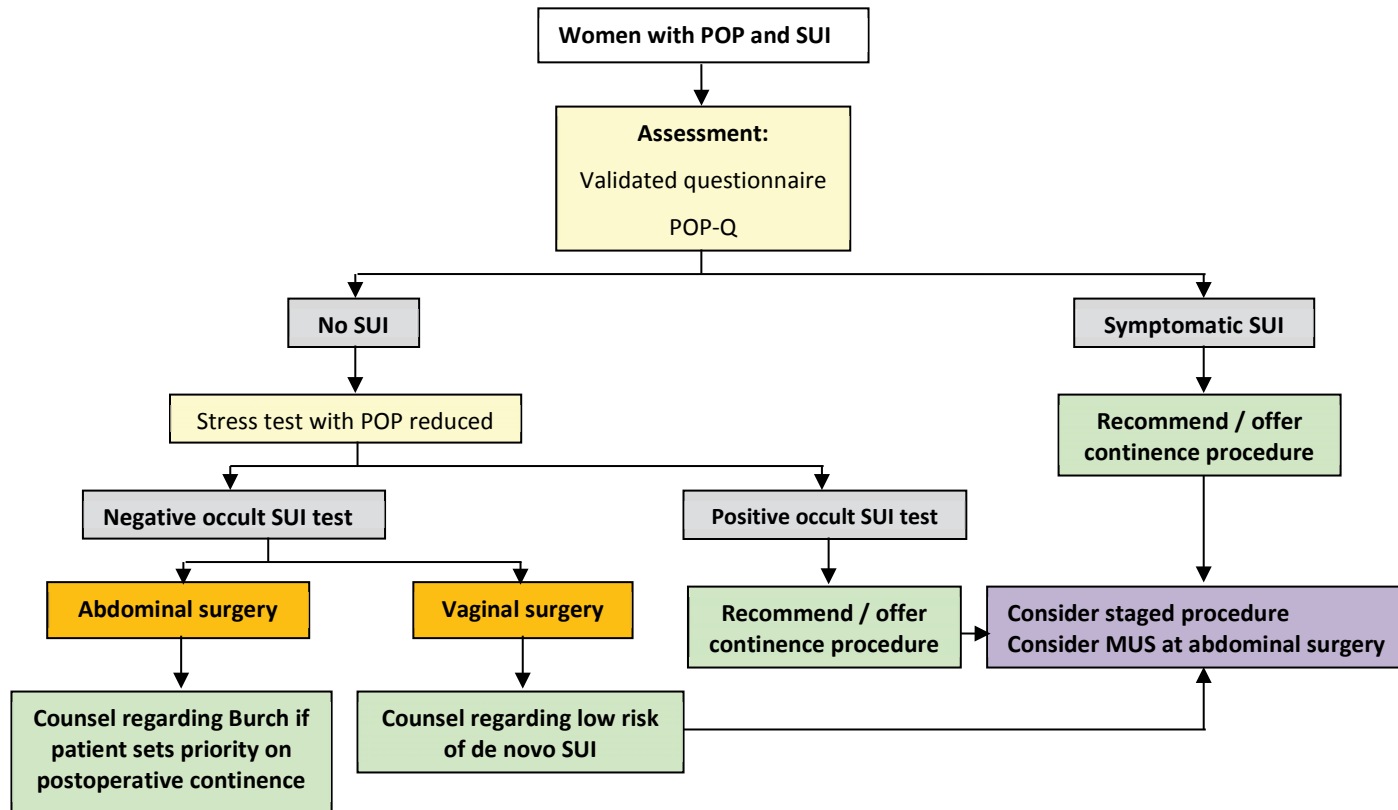 Women with POP and SUI
Assessment:
Validated questionnaire
POP-Q
No SUI
Symptomatic SUI
Stress test with POP reduced
Recommend / offer
continence procedure
Negative occult SUI test
Positive occult SUI test
Abdominal surgery
Vaginal surgery
Recommend / offer
continence procedure
Consider staged procedure
Consider MUS at abdominal surgery
Counsel regarding Burch if
patient sets priority on
postoperative continence
Counsel regarding low risk
of de novo SUI